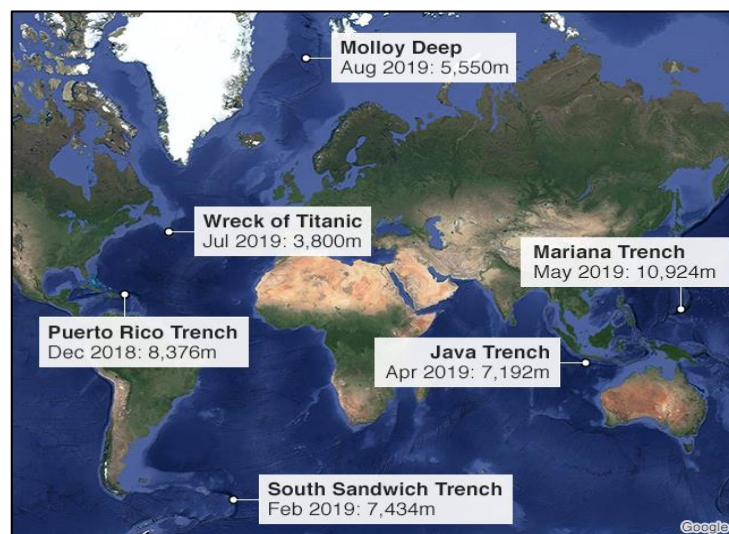 Molloy Deep
Aug 2019: 5,550m
Wreck of Titanic
Jul 2019: 3,800m
Mariana Trench
May 2019: 10,924m
Puerto Rico Trench
Dec 2018: 8,376m
Java Trench
Apr 2019: 7,192m
South Sandwich Trench
Feb 2019: 7,434m
Google